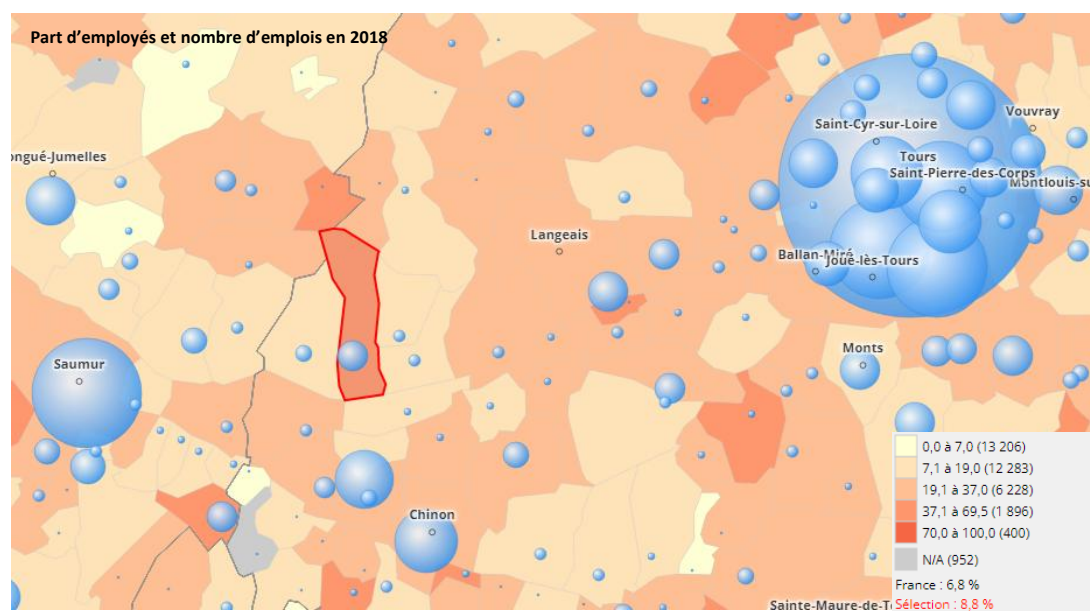 Part d'employés et nombre d'emplois en 2018
Saint-Cyr-sur-Loire
Vouvray
ongué-Jumelles
Tours
Saint-Pierre-des-Corps
Montlouis-su
Langeais
Ballan-Miré
Joué-lès-Tours
Saumur
Monts
Chinon
0,0 à 7,0 (13 206)
7,1 à 19,0 (12 283)
19,1 à 37,0 (6 228)
37,1 à 69,5 (1 896)
70,0 à 100,0 (400)
N/A (952)
France : 6,8 %
Sélection : 8,8 %
Sainte-Maure-de-T